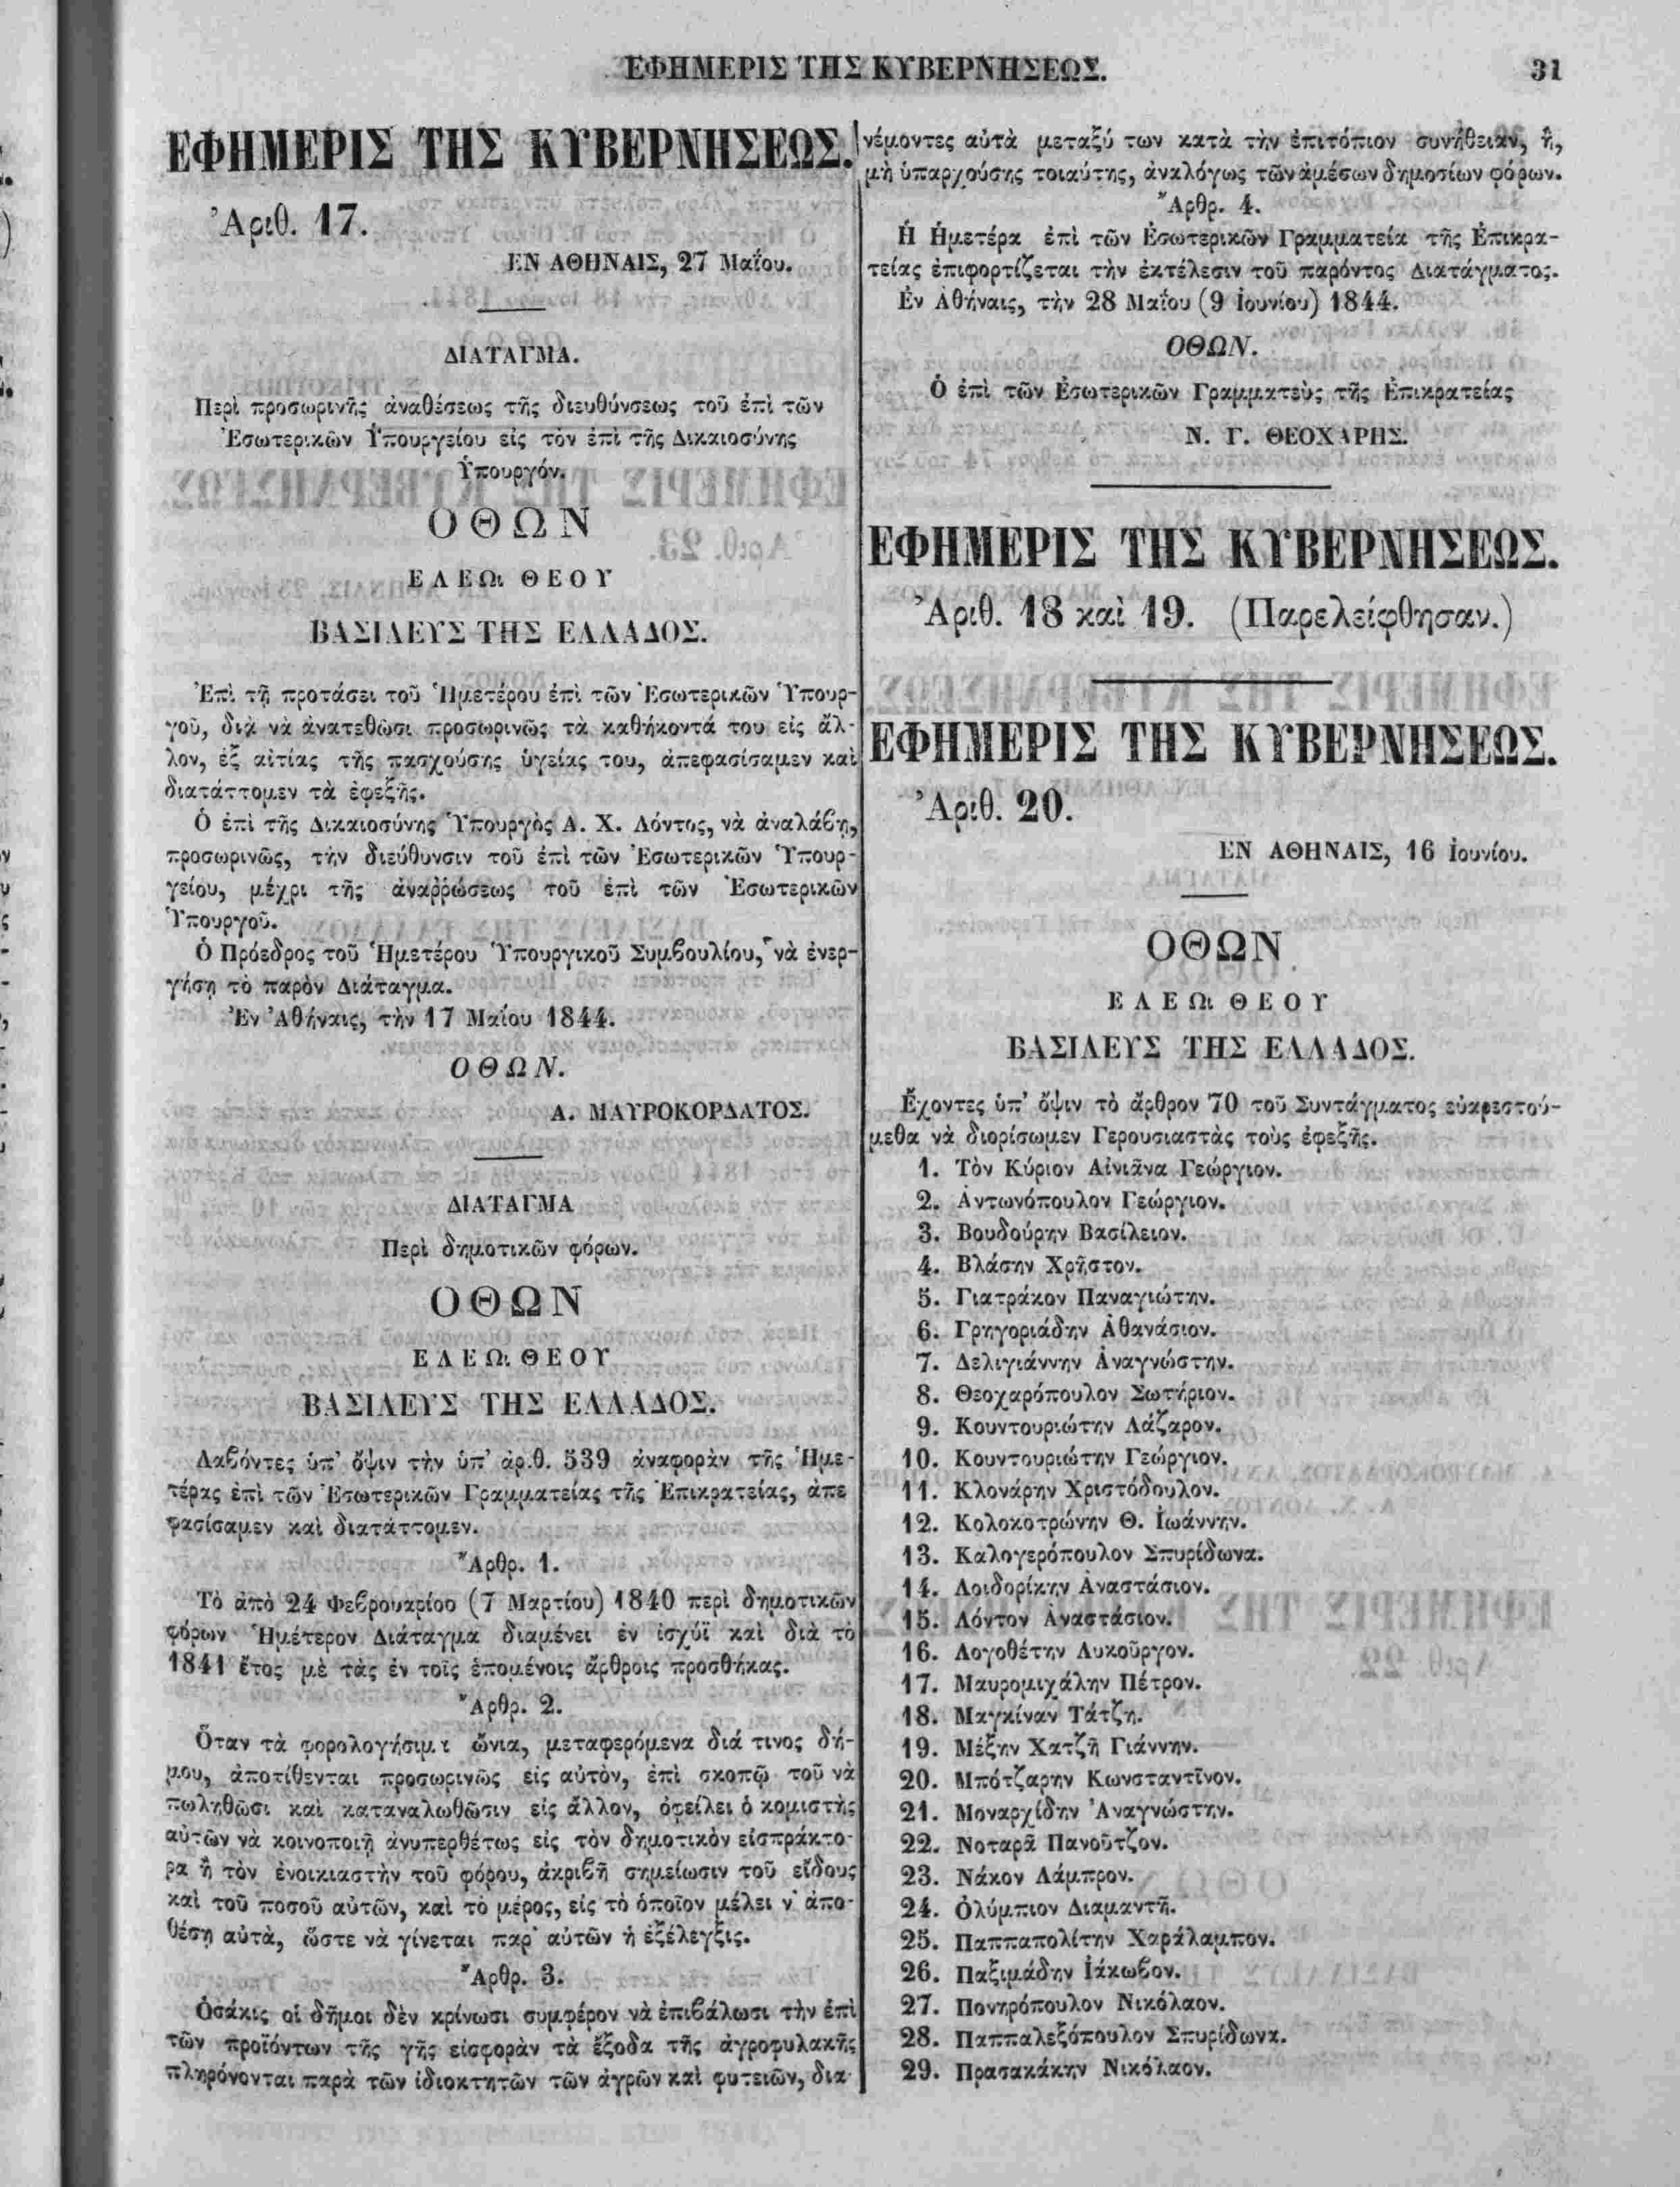 ΕΦΗΜΕΡΙΣ ΤΗΣ ΚΥΒΕΡΝΗΣΕΩΣ.
31
ΕΦΗΜΕΡΙΣ ΤΗΣ ΚΥΒΕΡΝΗΣΕΩΣ.
Ἀριθ. 17.
ΕΝ ΑΘΗΝΑΙΣ, 27 Μαΐου.
ΔΙΑΤΑΓΜΑ.
Περὶ προσωρινῆς ἀναθέσεως τῆς διευθύνσεως τοῦ ἐπὶ τῶν
Ἐσωτερικῶν Ὑπουργείου εἰς τὸν ἐπὶ τῆς Δικαιοσύνης
Ὑπουργόν.
ΟΘΩΝ
ΕΛΕΩι ΘΕΟΥ
ΒΑΣΙΛΕΥΣ ΤΗΣ ΕΛΛΑΔΟΣ.
Ἐπὶ τῇ προτάσει τοῦ Ἡμετέρου ἐπὶ τῶν Ἐσωτερικῶν Ὑπουρ-
γοῦ, διὰ νὰ ἀνατεθῶσι προσωρινῶς τὰ καθήκοντά του εἰς ἄλ-
λον, ἐξ αἰτίας τῆς πασχούσης ὑγείας του, ἀπεφασίσαμεν καὶ
διατάττομεν τὰ ἐφεξῆς.
Ὁ ἐπὶ τῆς Δικαιοσύνης Ὑπουργὸς Α. Χ. Λόντος, νὰ ἀναλάβῃ,
προσωρινῶς, τὴν διεύθυνσιν τοῦ ἐπὶ τῶν Ἐσωτερικῶν Ὑπουρ-
γείου, μέχρι τῆς ἀναῤῥώσεως τοῦ ἐπὶ τῶν Ἐσωτερικῶν
Ὑπουργοῦ.
Ὁ Πρόεδρος τοῦ Ἡμετέρου Ὑπουργικοῦ Συμβουλίου, νὰ ἐνερ-
γήσῃ τὸ παρὸν Διάταγμα.
Ἐν Ἀθήναις, τὴν 17 Μαΐου 1844.
ΟΘΩΝ.
Α. ΜΑΥΡΟΚΟΡΔΑΤΟΣ.
ΔΙΑΤΑΓΜΑ
Περὶ δημοτικῶν φόρων.
ΟΘΩΝ
ΕΛΕΩι ΘΕΟΥ
ΒΑΣΙΛΕΥΣ ΤΗΣ ΕΛΛΑΔΟΣ.
Λαβόντες ὑπ' ὄψιν τὴν ὑπ' ἀρ.θ. 539 ἀναφορὰν τῆς Ἡμε-
τέρας ἐπὶ τῶν Ἐσωτερικῶν Γραμματείας τῆς Ἐπικρατείας, ἀπε
φασίσαμεν καὶ διατάττομεν.
Ἄρθρ. 1.
Τὸ ἀπὸ 24 Φεβρουαρίοο (7 Μαρτίου) 1840 περὶ δημοτικῶν
φόρων Ἡμέτερον Διάταγμα διαμένει ἐν ἰσχύϊ καὶ διὰ τὸ
1841 ἔτος μὲ τὰς ἐν τοῖς ἑπομένοις ἄρθροις προσθήκας.
Ἄρθρ. 2.
Ὅταν τὰ φορολογήσιμα ὤνια, μεταφερόμενα διά τινος δή-
μου, ἀποτίθενται προσωρινῶς εἰς αὐτὸν, ἐπὶ σκοπῷ τοῦ νὰ
πωληθῶσι καὶ καταναλωθῶσιν εἰς ἄλλον, ὀφείλει ὁ κομιστὴς
αὐτῶν νὰ κοινοποιῇ ἀνυπερθέτως εἰς τὸν δημοτικὸν εἰσπράκτο-
ρα ἢ τὸν ἐνοικιαστὴν τοῦ φόρου, ἀκριβῆ σημείωσιν τοῦ εἴδους
καὶ τοῦ ποσοῦ αὐτῶν, καὶ τὸ μέρος, εἰς τὸ ὁποῖον μέλει ν' ἀπο-
θέσῃ αὐτὰ, ὥστε νὰ γίνεται παρ' αὐτῶν ἡ ἐξέλεγξις.
Ἄρθρ. 3.
Ὁσάκις οἱ δῆμοι δὲν κρίνωσι συμφέρον νὰ ἐπιβάλωσι τὴν ἐπὶ
τῶν προϊόντων τῆς γῆς εἰσφορὰν τὰ ἔξοδα τῆς ἀγροφυλακῆς
πληρόνονται παρὰ τῶν ἰδιοκτητῶν τῶν ἀγρῶν καὶ φυτειῶν, δια-
νέμοντες αὐτὰ μεταξύ των κατὰ τὴν ἐπιτόπιον συνήθειαν, ἢ,
μὴ ὑπαρχούσης τοιαύτης, ἀναλόγως τῶν ἀμέσων δημοσίων φόρων.
Ἄρθρ. 4.
Ἡ Ἡμετέρα ἐπὶ τῶν Ἐσωτερικῶν Γραμματεία τῆς Ἐπικρα-
τείας ἐπιφορτίζεται τὴν ἐκτέλεσιν τοῦ παρόντος Διατάγματος.
Ἐν Ἀθήναις, τὴν 28 Μαΐου (9 Ἰουνίου) 1844.
ΟΘΩΝ.
Ὁ ἐπὶ τῶν Ἐσωτερικῶν Γραμματεὺς τῆς Ἐπικρατείας
Ν. Γ. ΘΕΟΧΑΡΗΣ.
ΕΦΗΜΕΡΙΣ ΤΗΣ ΚΥΒΕΡΝΗΣΕΩΣ.
Ἀριθ. 18 καὶ 19. (Παρελείφθησαν.)
ΕΦΗΜΕΡΙΣ ΤΗΣ ΚΥΒΕΡΝΗΣΕΩΣ.
Ἀριθ. 20.
ΕΝ ΑΘΗΝΑΙΣ, 16 Ἰουνίου.
ΟΘΩΝ
ΕΛΕΩι ΘΕΟΥ
ΒΑΣΙΛΕΥΣ ΤΗΣ ΕΛΛΑΔΟΣ.
Ἔχοντες ὑπ' ὄψιν τὸ ἄρθρον 70 τοῦ Συντάγματος εὐαρεστού-
μεθα νὰ διορίσωμεν Γερουσιαστὰς τοὺς ἐφεξῆς.
1. Τὸν Κύριον Αἰνιᾶνα Γεώργιον.
2. Ἀντωνόπουλον Γεώργιον.
3. Βουδούρην Βασίλειον.
4. Βλάσην Χρῆστον.
5. Γιατράκον Παναγιώτην.
6. Γρηγοριάδην Ἀθανάσιον.
7. Δελιγιάννην Ἀναγνώστην.
8. Θεοχαρόπουλον Σωτήριον.
9. Κουντουριώτην Λάζαρον.
10. Κουντουριώτην Γεώργιον.
11. Κλονάρην Χριστόδουλον.
12. Κολοκοτρώνην Θ. Ἰωάννην.
13. Καλογερόπουλον Σπυρίδωνα.
14. Λοιδορίκην Ἀναστάσιον.
15. Λόντον Ἀναστάσιον.
16. Λογοθέτην Λυκοῦργον.
17. Μαυρομιχάλην Πέτρον.
18. Μαγκίναν Τάτζη.
19. Μέξην Χατζῆ Γιάννην.
20. Μπότζαρην Κωνσταντῖνον.
21. Μοναρχίδην Ἀναγνώστην.
22. Νοταρᾶ Πανοῦτζον.
23. Νάκον Λάμπρον.
24. Ὀλύμπιον Διαμαντῆ.
25. Παππαπολίτην Χαράλαμπον.
26. Παξιμάδην Ἰάκωβον.
27. Πονηρόπουλον Νικόλαον.
28. Παππαλεξόπουλον Σπυρίδωνα.
29. Πρασακάκην Νικόλαον.